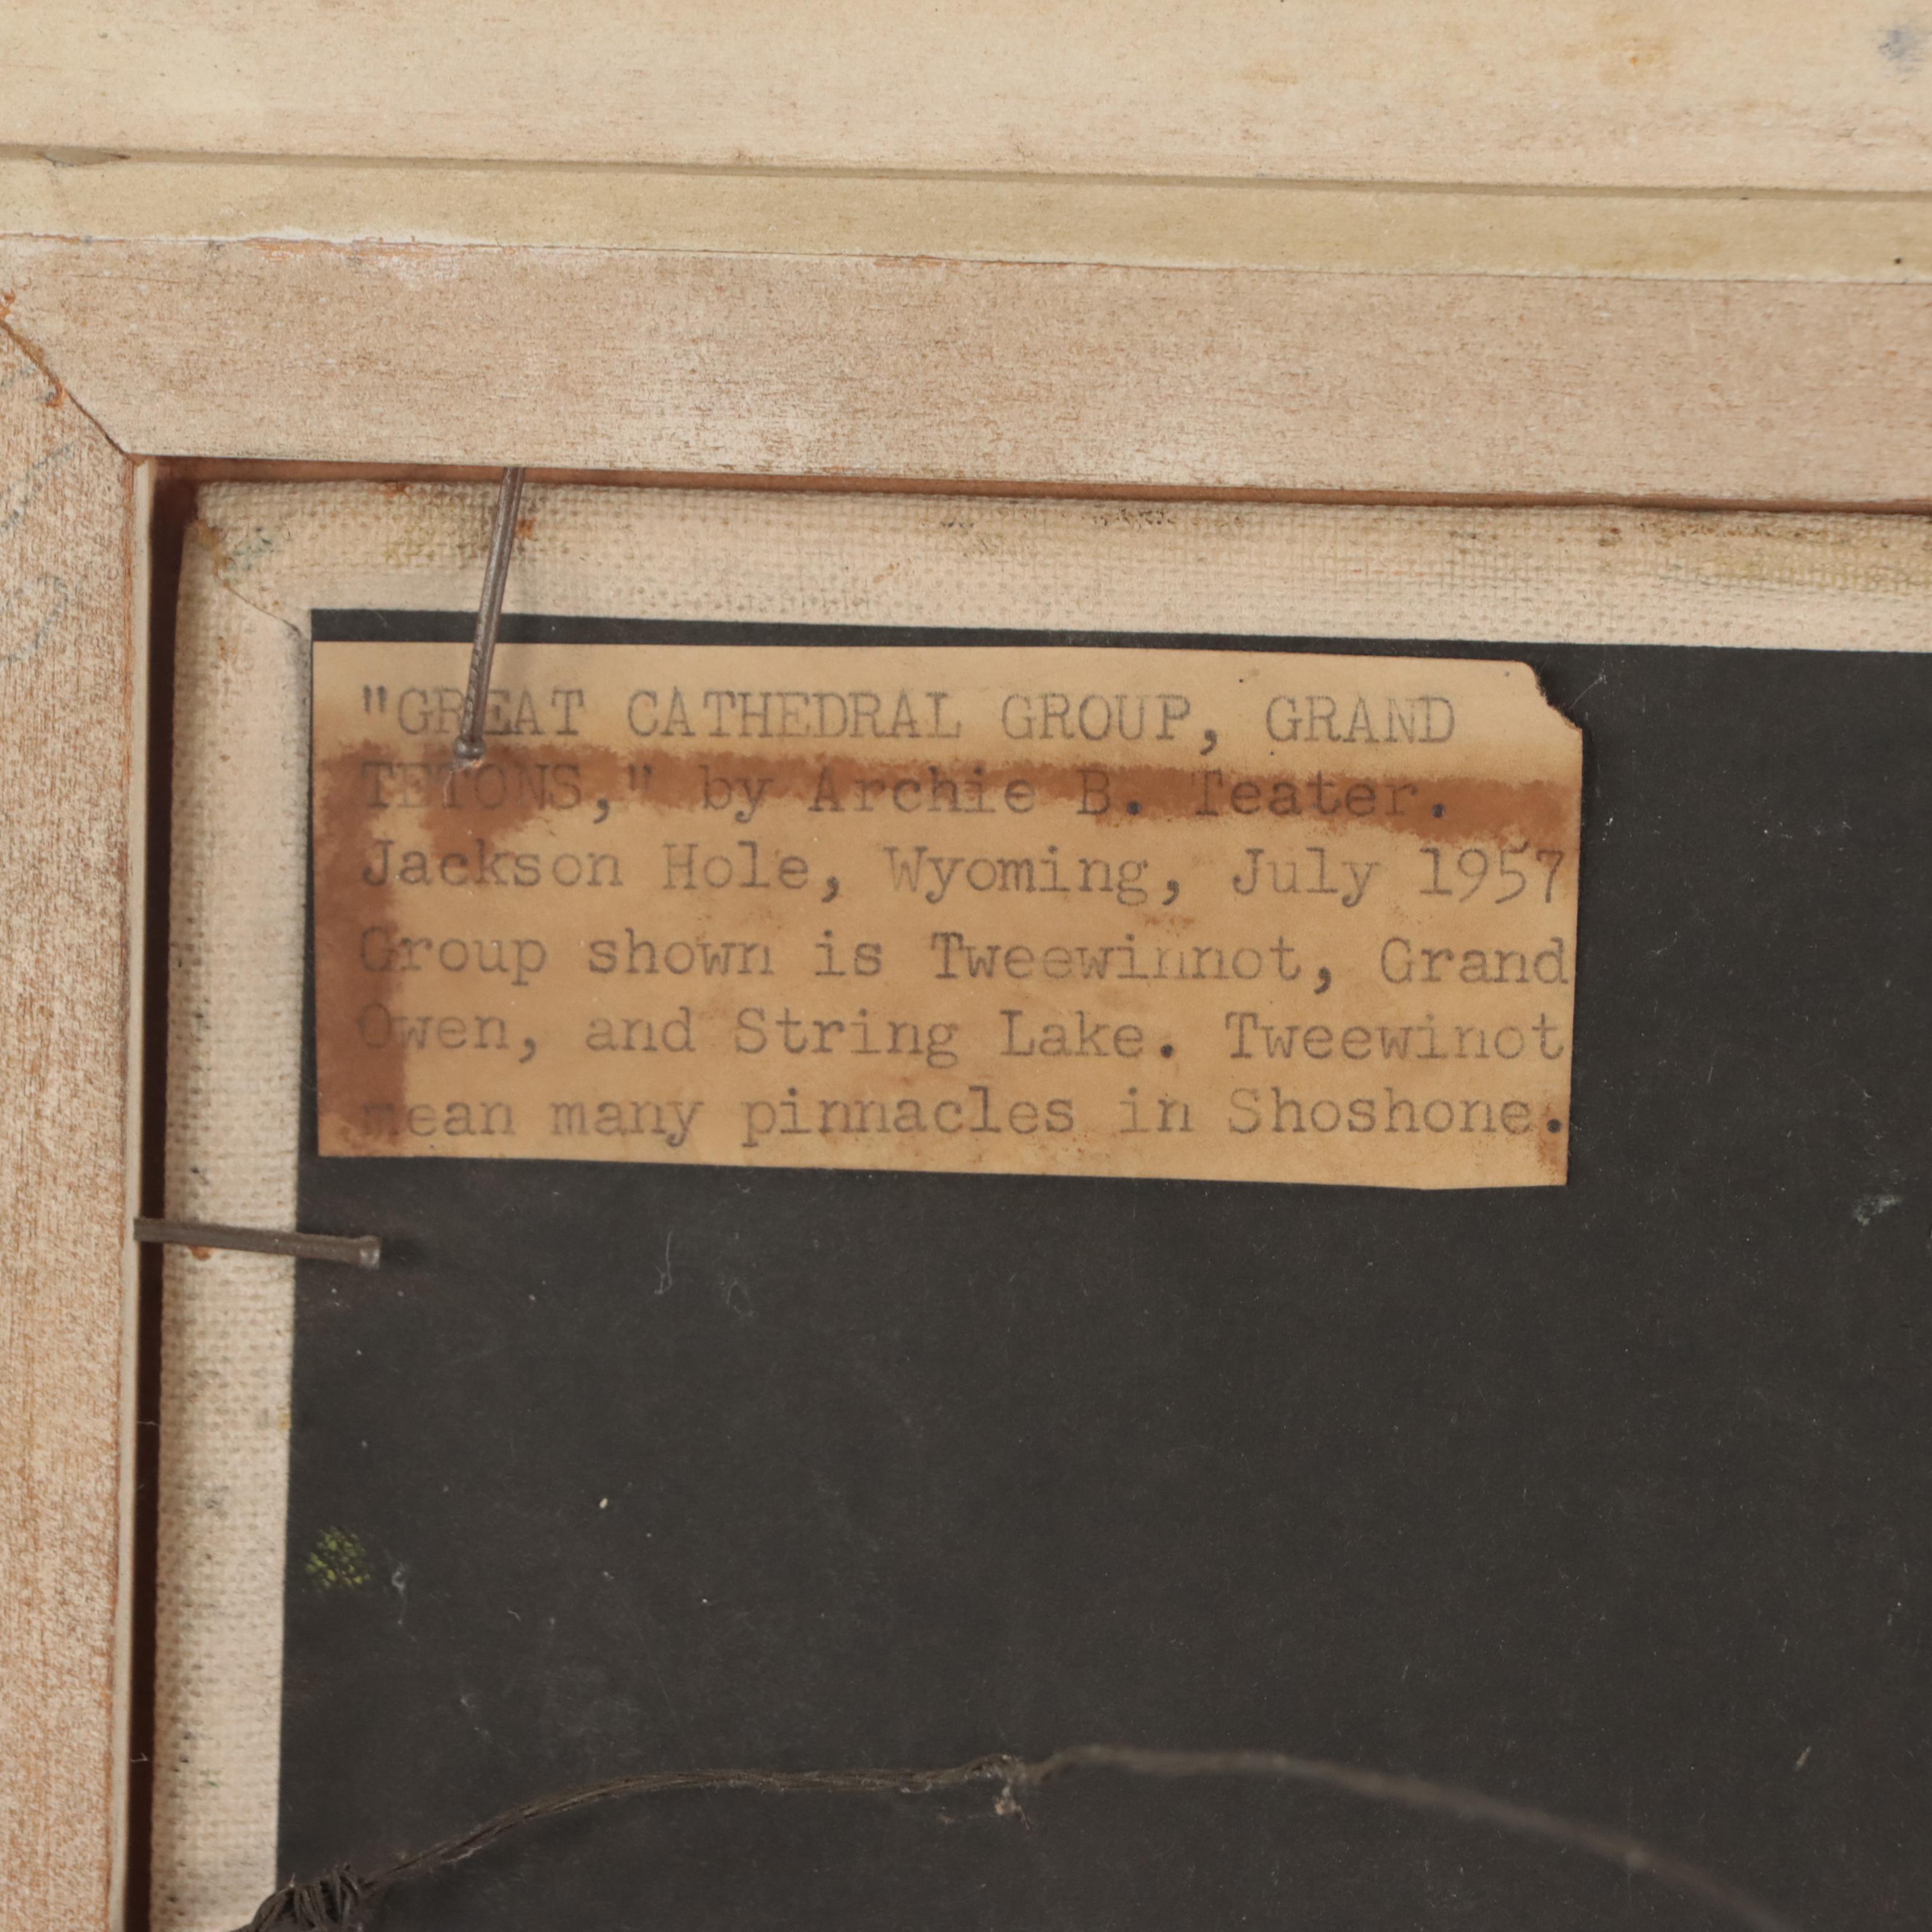 "GREAT CATHEDRAL GROUP, GRAND
TETONS," by Archie B. Teater.
Jackson Hole, Wyoming, July 1957
Group shown is Tweewinnot, Grand
Owen, and String Lake. Tweewinot
mean many pinnacles in Shoshone.